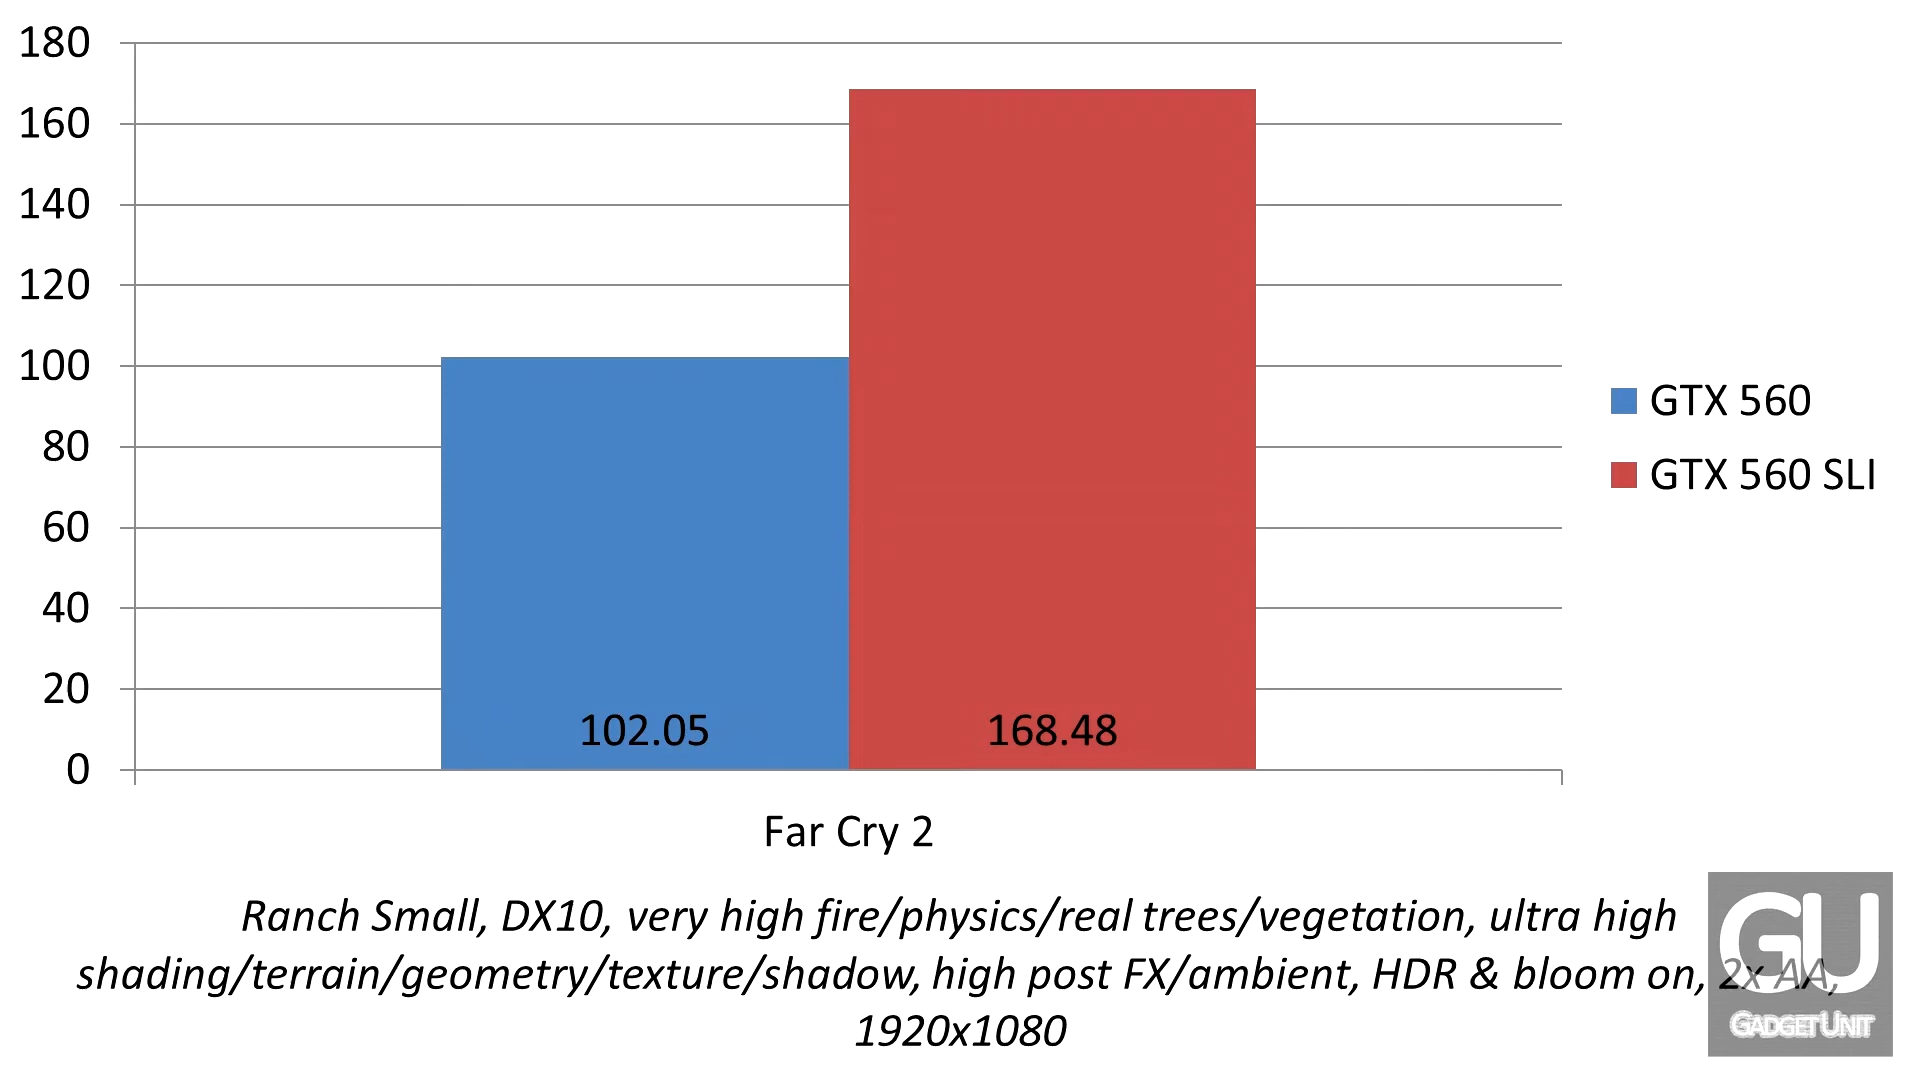 180
160
140
120
100
80
60
40
20
0
102.05
168.48
Far Cry 2
GTX 560
GTX 560 SLI
Ranch Small, DX10, very high fire/physics/real trees/vegetation, ultra high
shading/terrain/geometry/texture/shadow, high post FX/ambient, HDR & bloom on, 2x AA,
1920x1080
GU
GADGETUNIT